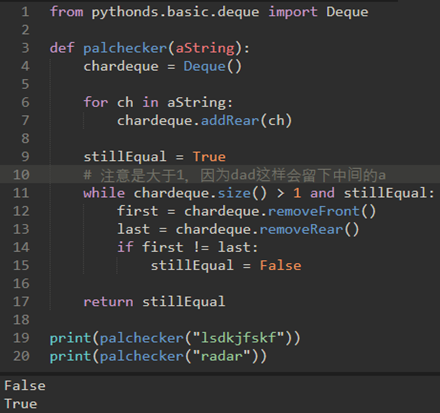 1 from pythonds.basic.deque import Deque
2
3 def palchecker(aString):
4     chardeque = Deque()
5
6     for ch in aString:
7         chardeque.addRear(ch)
8
9     stillEqual = True
10     # 注意是大于1，因为dad这样会留下中间的a
11     while chardeque.size() > 1 and stillEqual:
12         first = chardeque.removeFront()
13         last = chardeque.removeRear()
14         if first != last:
15             stillEqual = False
16
17     return stillEqual
18
19 print(palchecker("lsdkjfskf"))
20 print(palchecker("radar"))
False
True